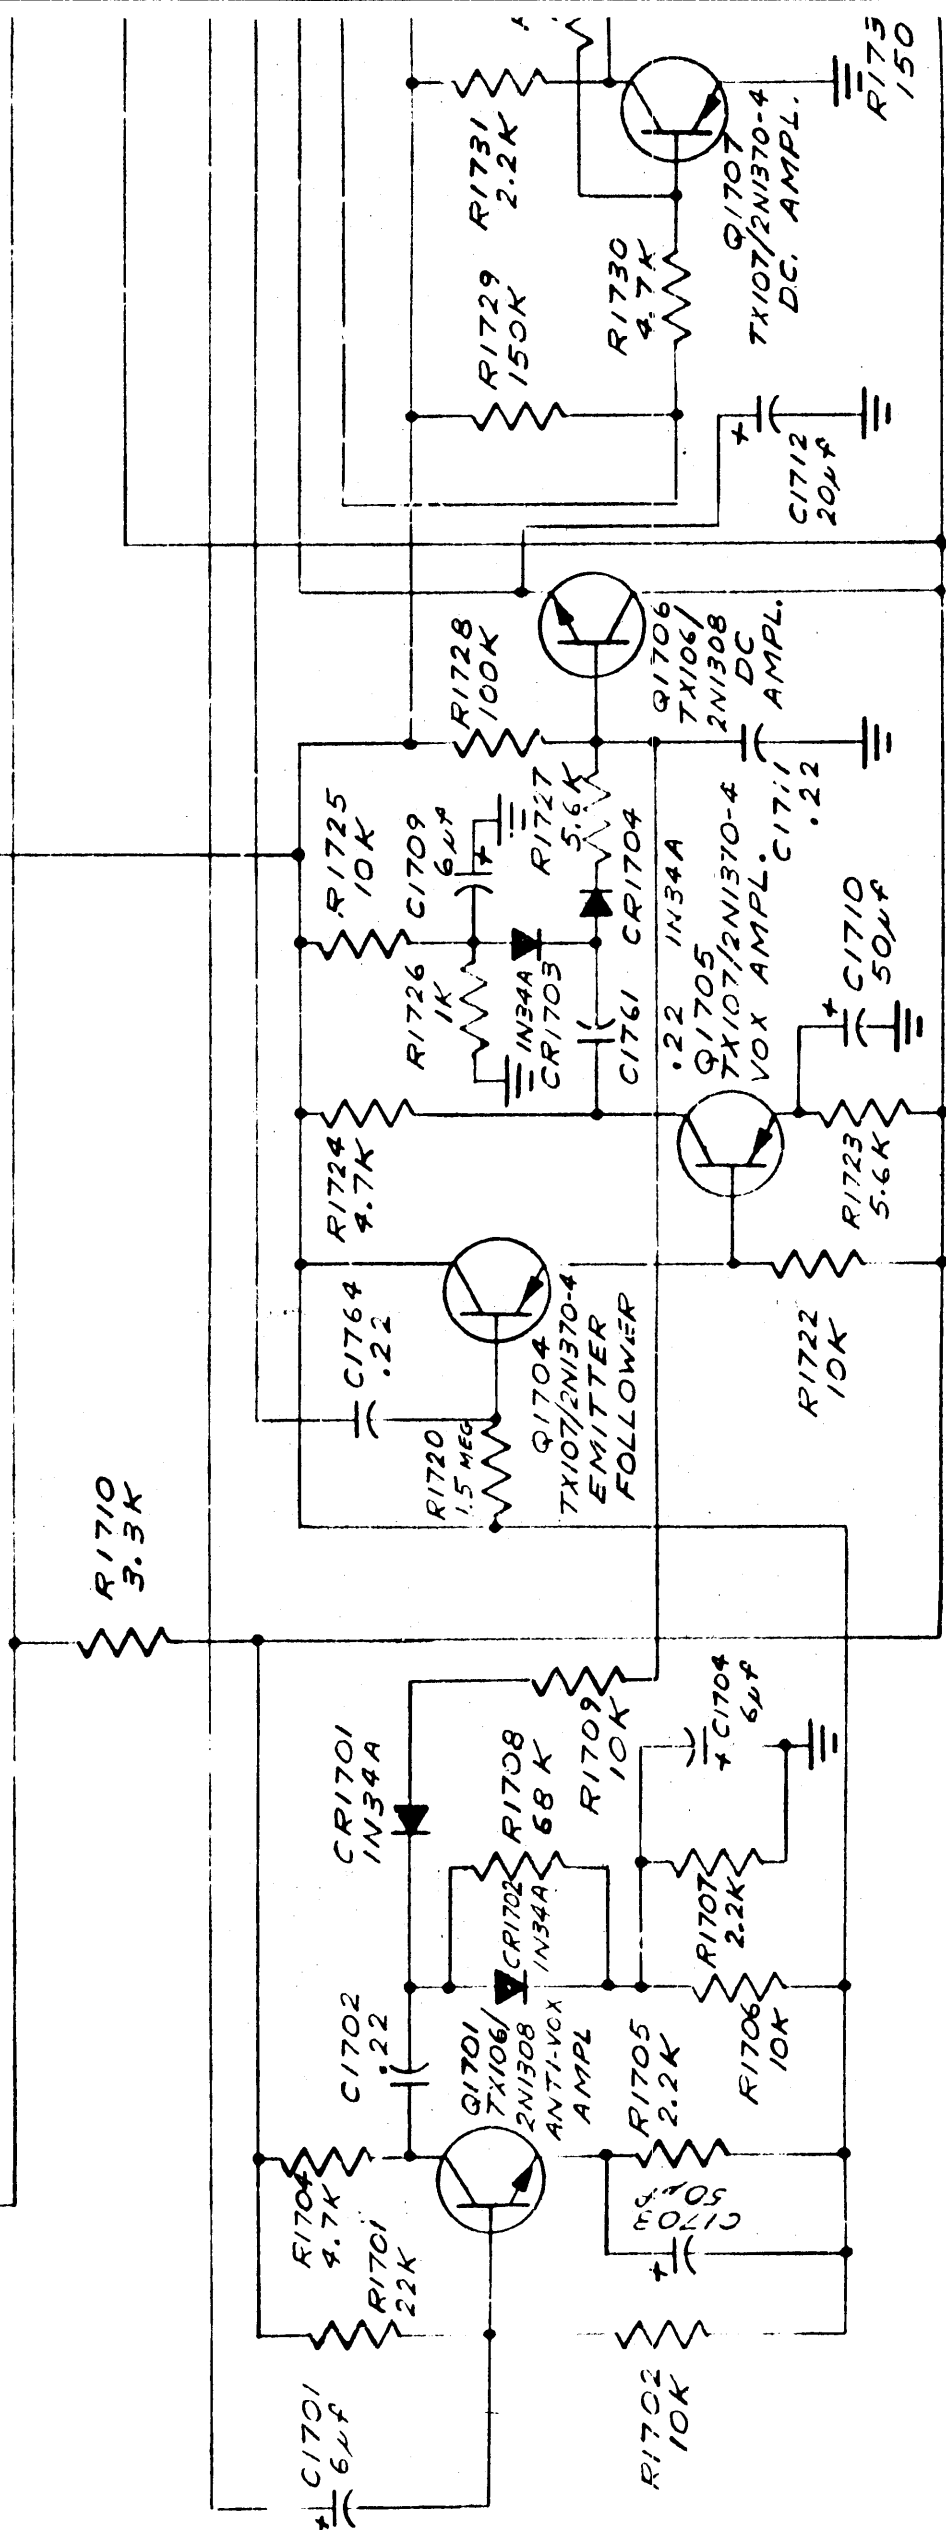 C1701
6µf
R1701
22K
R1704
4.7K
R1702
10K
C1702
.22
Q1701
TX106/
2N1308
ANTI-VOX
AMPL
C1703
50µf
R1705
2.2K
R1706
10K
R1707
2.2K
CR1702
1N34A
R1708
68K
CR1701
1N34A
R1709
10K
C1704
6µf
+
R1710
3.3K
R1720
1.5 MEG
C1764
.22
Q1704
TX107/2N1370-4
EMITTER
FOLLOWER
R1722
10K
R1724
4.7K
R1723
5.6K
C1710
50µf
+
Q1705
TX107/2N1370-4
VOX AMPL.
R1726
1K
1N34A
CR1703
C1761
.22
CR1704
1N34A
R1725
10K
C1709
6µf
+
R1727
5.6K
R1728
100K
C1711
.22
Q1706
TX106/
2N1308
DC
AMPL.
C1712
20µf
+
R1729
150K
R1730
4.7K
R1731
2.2K
Q1707
TX107/2N1370-4
D.C. AMPL.
R173
150